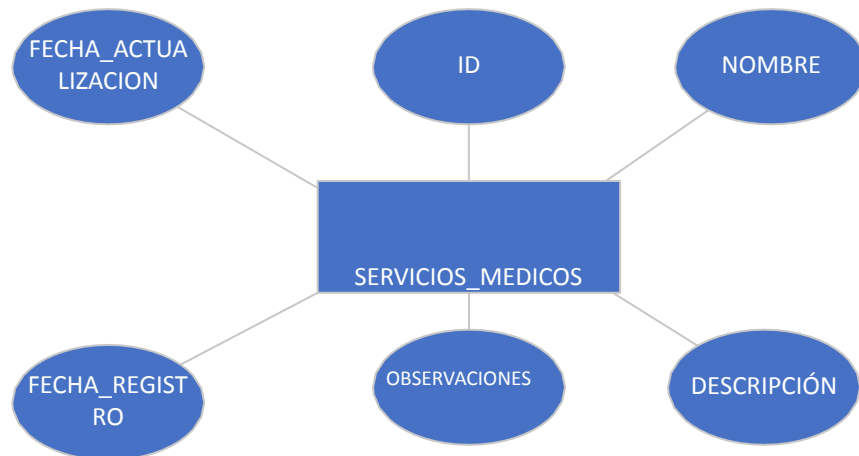 FECHA_ACTUA
LIZACION
ID
NOMBRE
SERVICIOS_MEDICOS
FECHA_REGIST
RO
OBSERVACIONES
DESCRIPCIÓN